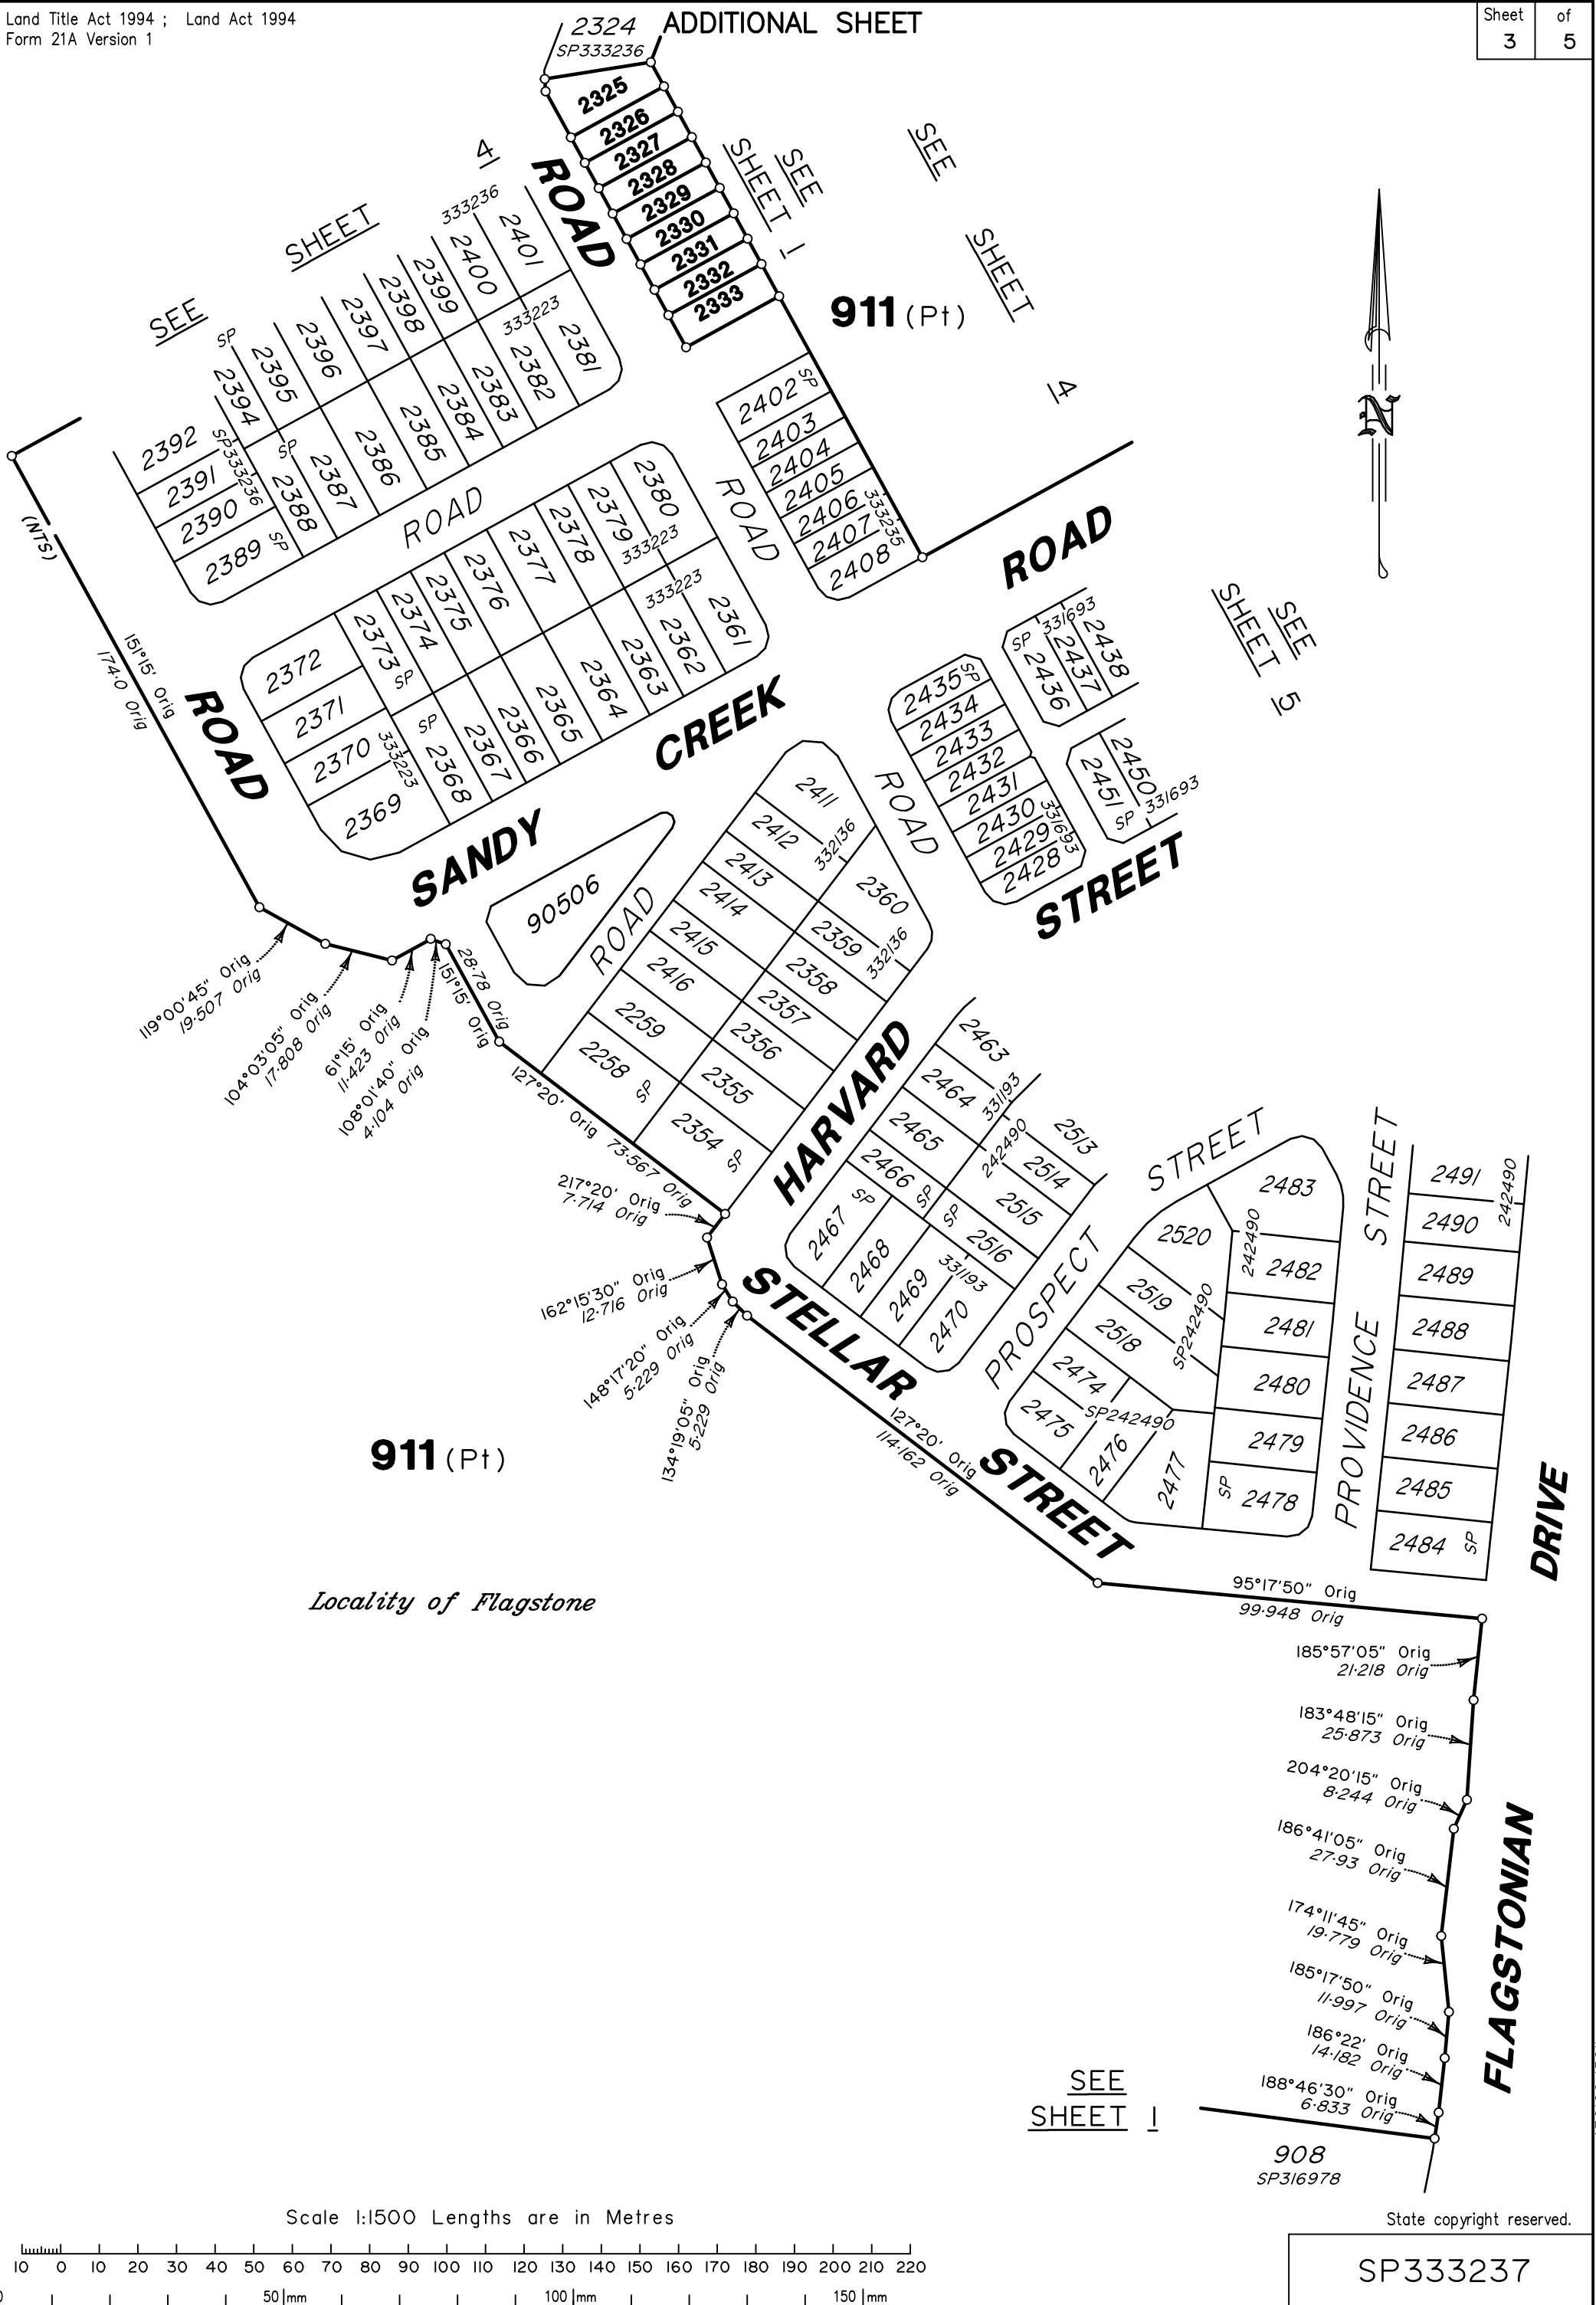 Land Title Act 1994 ; Land Act 1994
Form 21A Version 1
ADDITIONAL SHEET
Sheet 3 of 5
2324
SP333236
2325
2326
2327
2328
2329
2330
2331
2332
2333
ROAD
SEE
SHEET 1
SEE
SHEET
4
911 (Pt)
SEE
SHEET
4
333236
2401
2400
2399
2398
2397
2396
2395
2394
SP
2392
2391
2390
2389 SP
SP333236
333223
2381
2382
2383
2384
2385
2386
2387
2388
SP
ROAD
2402 SP
2403
2404
2405
2406
2407
2408
333235
ROAD
ROAD
2380
2379
2378
2377
2376
2375
2374
2373
SP
333223
333223
2372
2371
2370
2369
333223
2361
2362
2363
2364
2365
2366
2367
2368
SP
(NTS)
151°15' Orig
174·0 Orig
ROAD
SANDY
CREEK
ROAD
SEE
SHEET 5
SP 331693
2438
2437
2436
2435 SP
2434
2433
2432
2431
2430
2429
2428
331693
2450
2451
SP 331693
STREET
90506
ROAD
2411
2412
332136
2413
2414
2415
2416
2259
2258
SP
2360
2359
332136
2358
2357
2356
2355
2354
SP
119°00'45" Orig
19·507 Orig
104°03'05" Orig
17·808 Orig
61°15' Orig
11·423 Orig
108°01'40" Orig
4·104 Orig
28·78 Orig
151°15' Orig
127°20' Orig 73·567 Orig
217°20' Orig
7·714 Orig
162°15'30" Orig
12·716 Orig
148°17'20" Orig
5·229 Orig
134°19'05" Orig
5·229 Orig
HARVARD
2463
2464
331193
2465
2466
SP
2467
SP
2468
2469
331193
2470
2513
242490
2514
2515
SP
2516
STELLAR
STREET
127°20' Orig
114·162 Orig
PROSPECT
STREET
2483
2520
242490
2482
2519
SP242490
2481
2518
2480
2474
SP242490
2475
2476
2477
2479
SP
2478
PROVIDENCE
STREET
2491
242490
2490
2489
2488
2487
2486
2485
2484 SP
DRIVE
FLAGSTONIAN
911 (Pt)
Locality of Flagstone
95°17'50" Orig
99·948 Orig
185°57'05" Orig
21·218 Orig
183°48'15" Orig
25·873 Orig
204°20'15" Orig
8·244 Orig
186°41'05" Orig
27·93 Orig
174°11'45" Orig
19·779 Orig
185°17'50" Orig
11·997 Orig
186°22' Orig
14·182 Orig
188°46'30" Orig
6·833 Orig
SEE
SHEET 1
908
SP316978
N
Scale 1:1500 Lengths are in Metres
State copyright reserved.
10 0 10 20 30 40 50 60 70 80 90 100 110 120 130 140 150 160 170 180 190 200 210 220
0 50 mm 100 mm 150 mm
SP333237